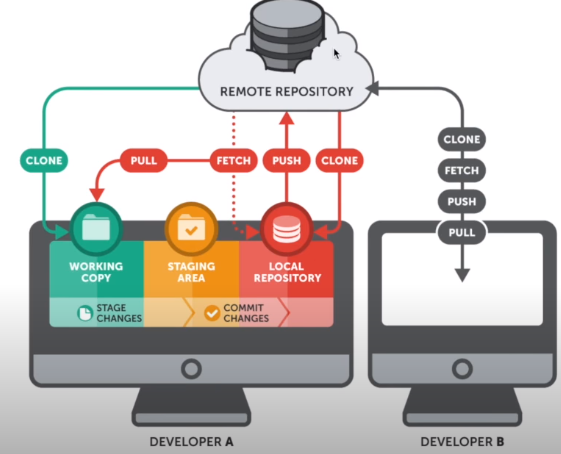 REMOTE REPOSITORY
CLONE
PULL
FETCH
PUSH
CLONE
CLONE
FETCH
PUSH
PULL
WORKING
COPY
STAGING
AREA
LOCAL
REPOSITORY
STAGE
CHANGES
COMMIT
CHANGES
DEVELOPER A
DEVELOPER B